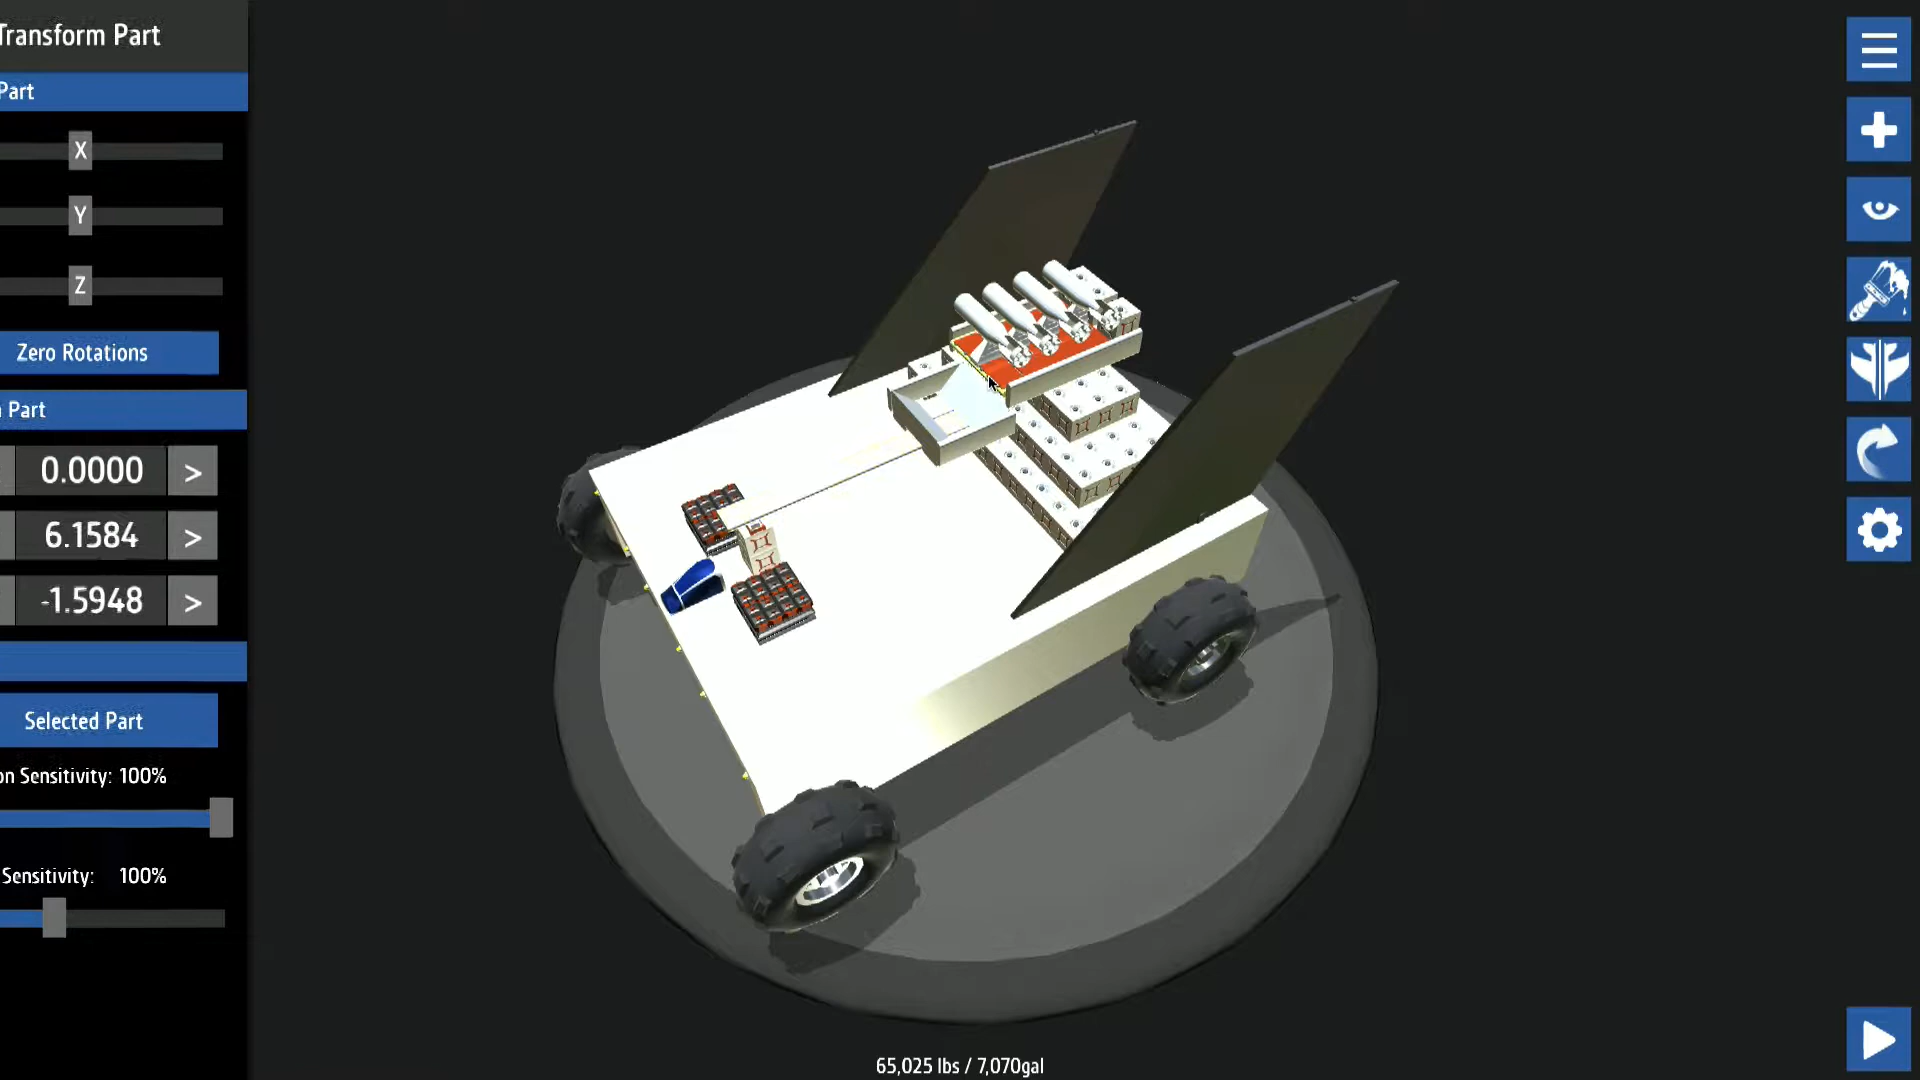 Transform Part
Part
X
Y
Z
Zero Rotations
Part
0.0000 >
6.1584 >
-1.5948 >
Selected Part
on Sensitivity: 100%
Sensitivity: 100%
65,025 lbs / 7,070gal